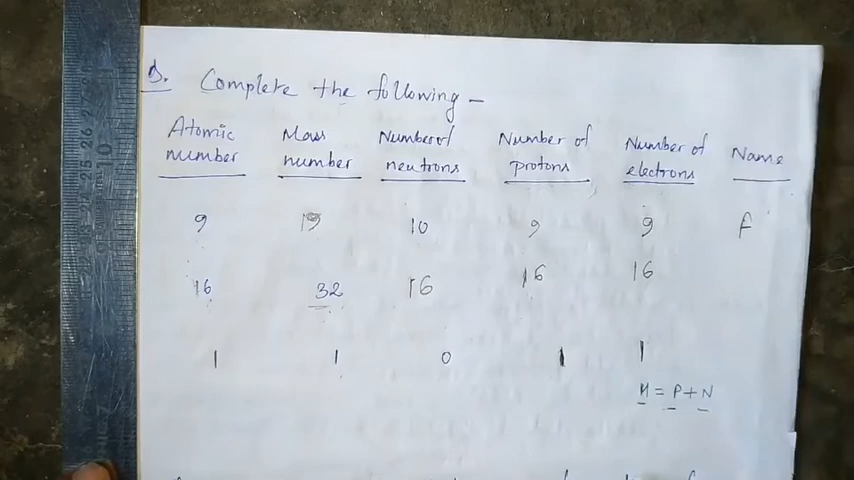 Q. Complete the following -
Atomic number Mass number Number of neutrons Number of protons Number of electrons Name
9 19 10 9 9 F
16 32 16 16 16
1 1 0 1 1
M = P + N